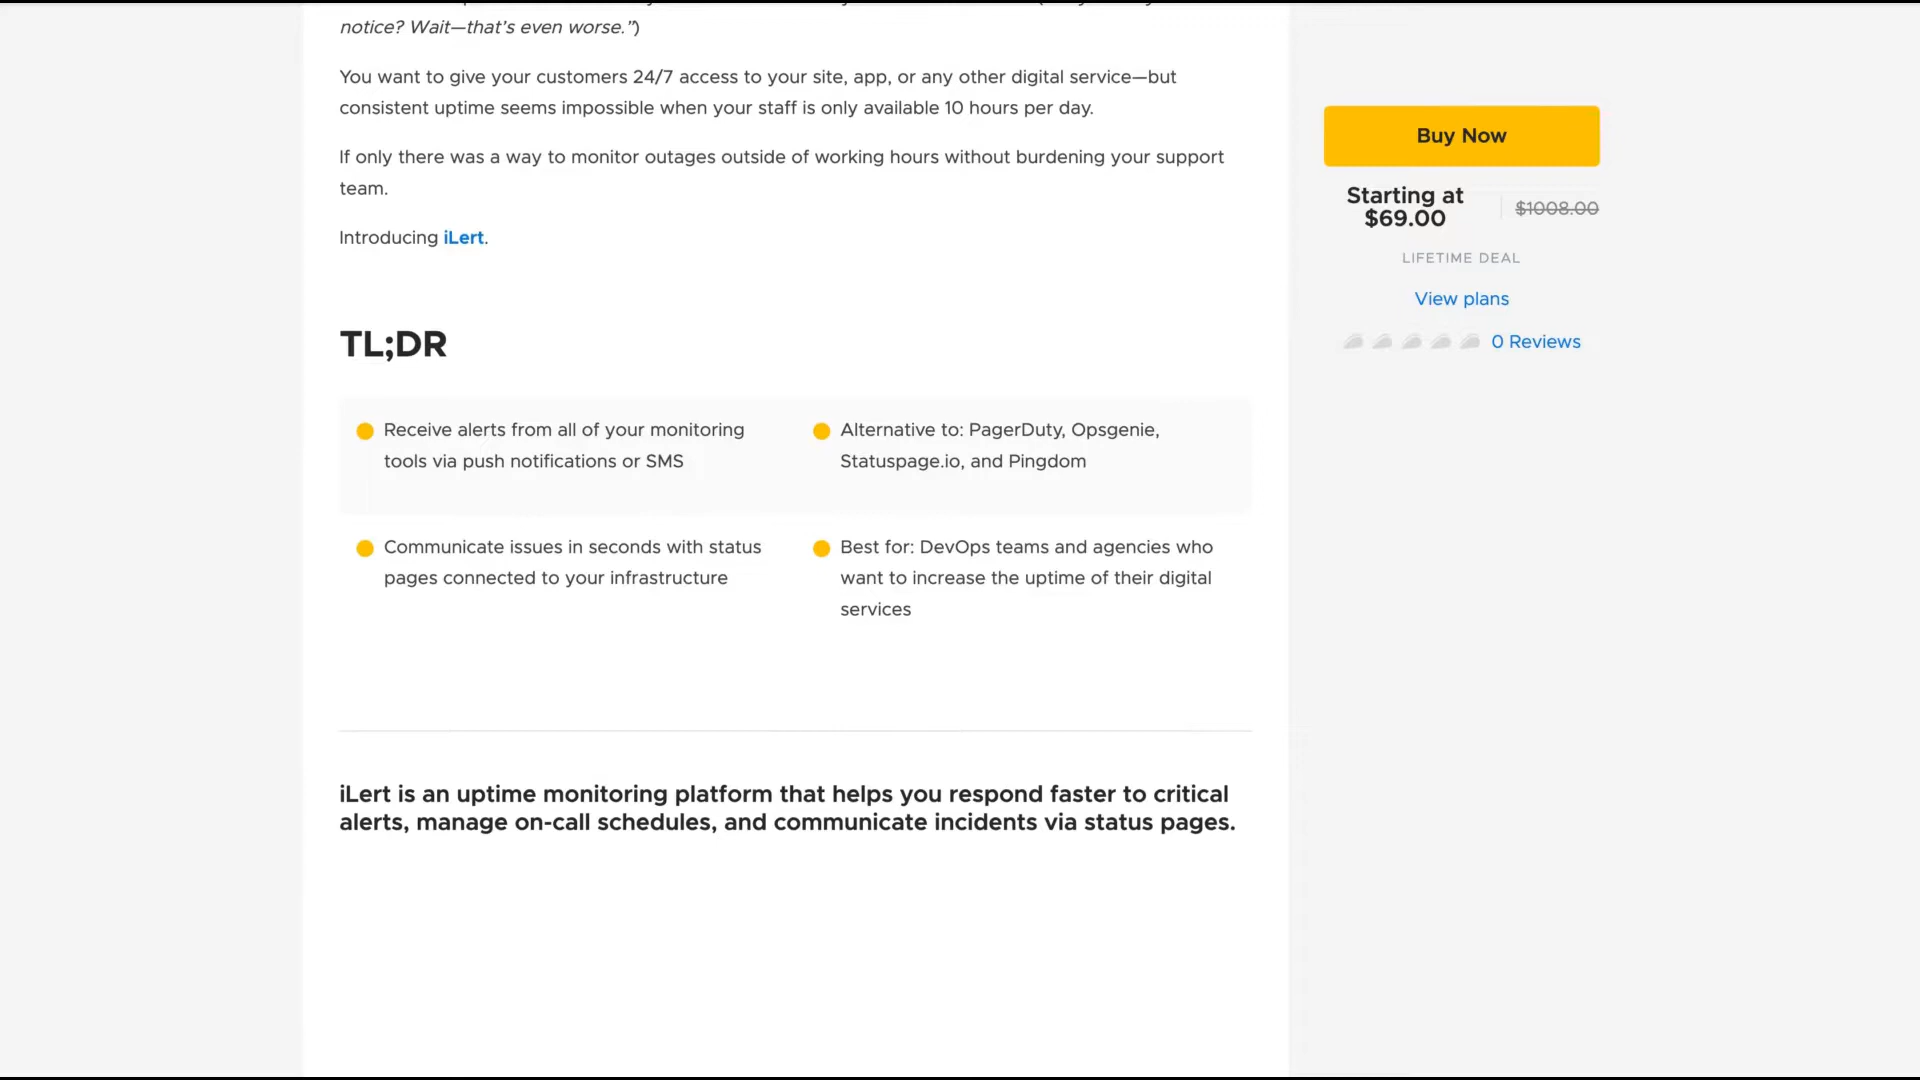 notice? Wait—that's even worse.”)
You want to give your customers 24/7 access to your site, app, or any other digital service—but
consistent uptime seems impossible when your staff is only available 10 hours per day.
If only there was a way to monitor outages outside of working hours without burdening your support
team.
Introducing iLert.
TL;DR
Receive alerts from all of your monitoring
tools via push notifications or SMS
Alternative to: PagerDuty, Opsgenie,
Statuspage.io, and Pingdom
Communicate issues in seconds with status
pages connected to your infrastructure
Best for: DevOps teams and agencies who
want to increase the uptime of their digital
services
iLert is an uptime monitoring platform that helps you respond faster to critical
alerts, manage on-call schedules, and communicate incidents via status pages.
Buy Now
Starting at
$69.00
$1008.00
LIFETIME DEAL
View plans
0 Reviews